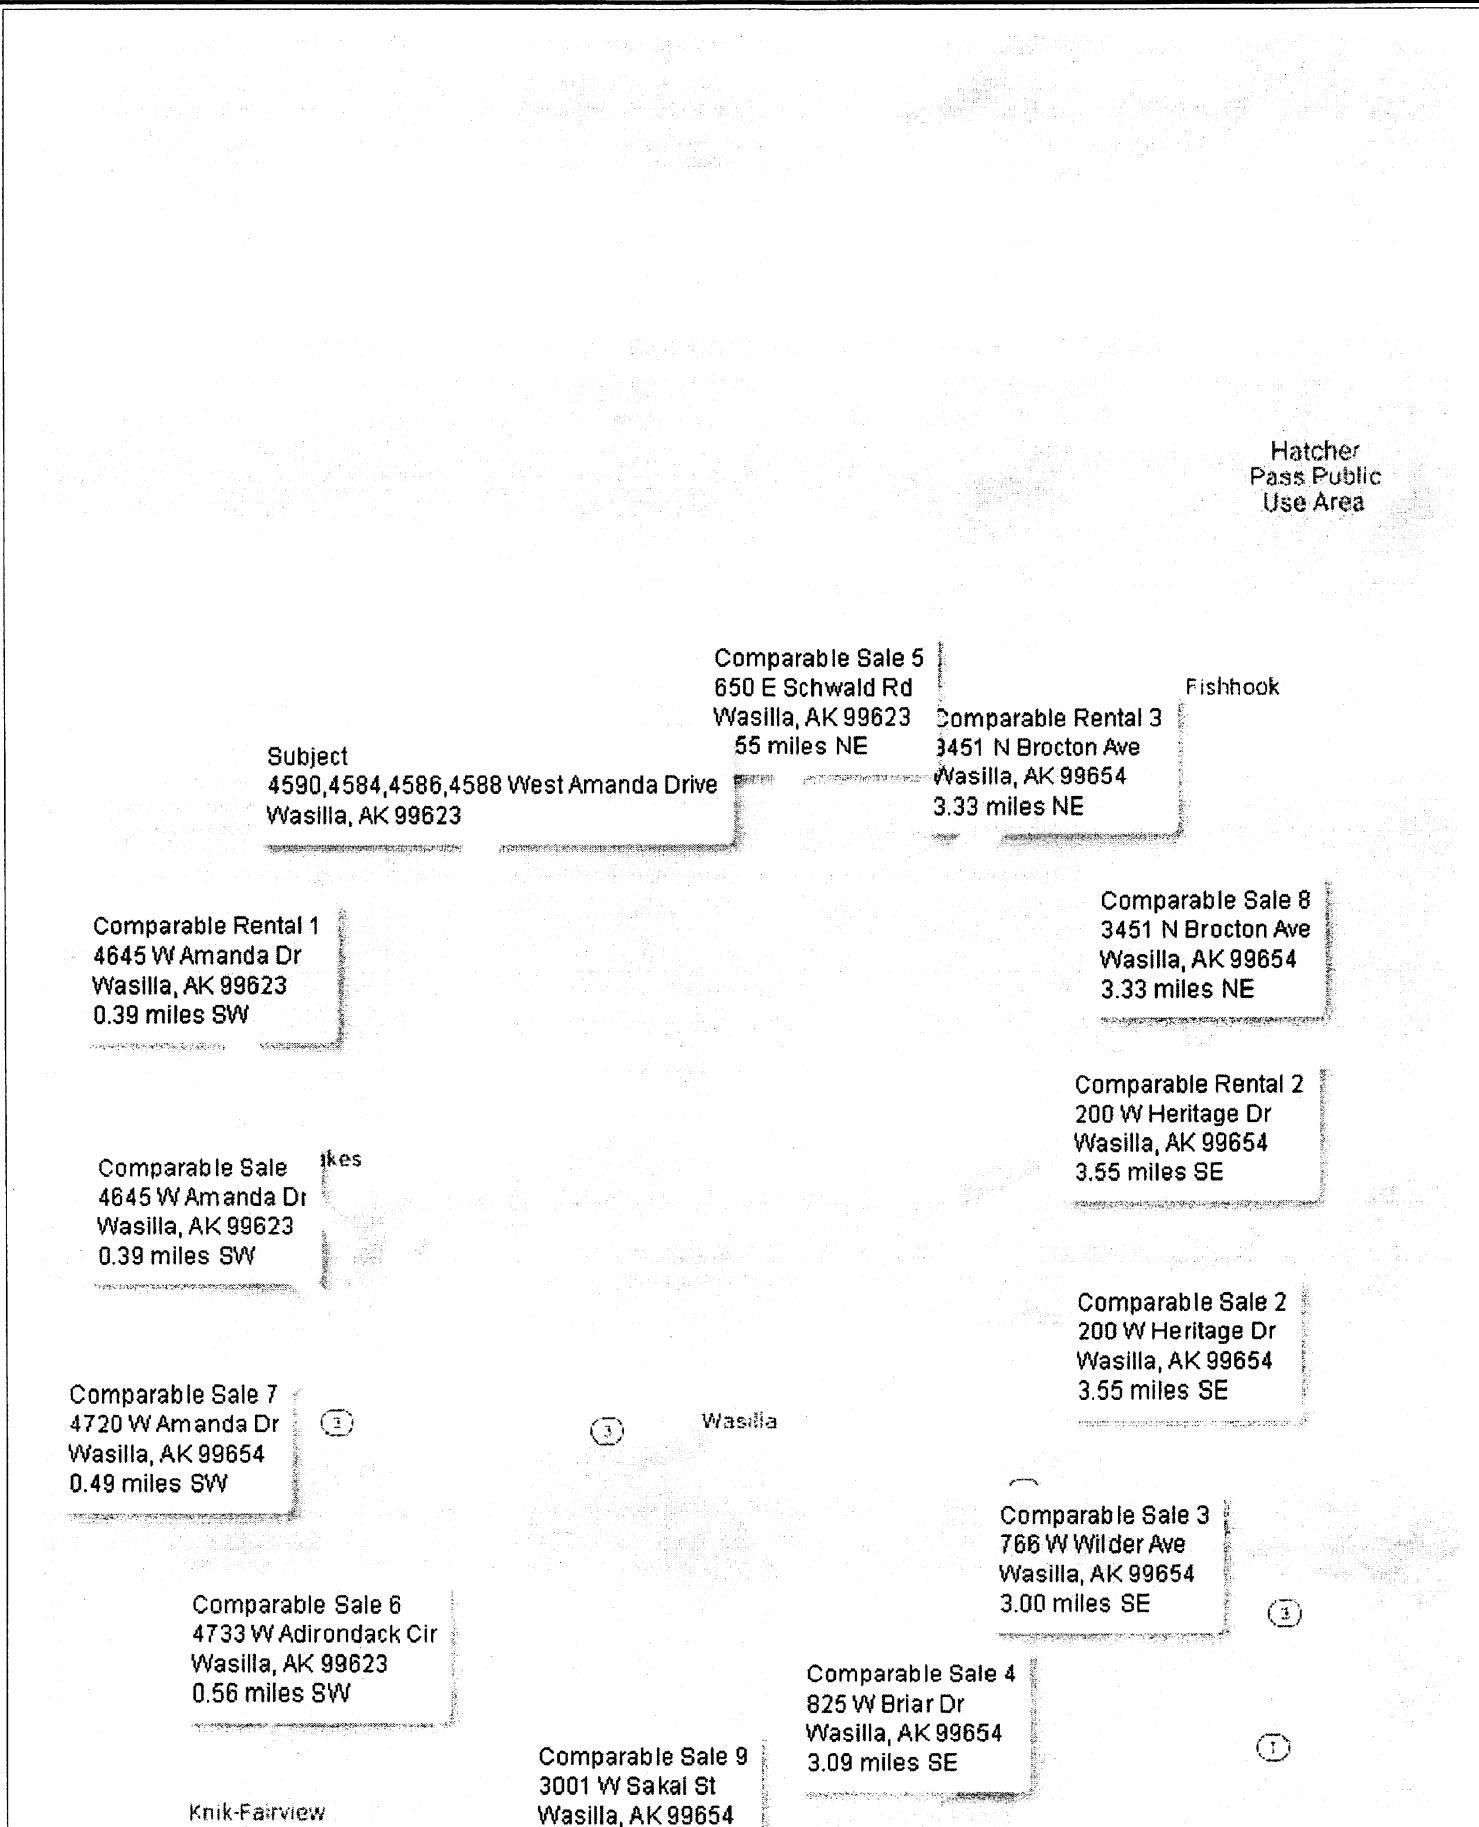 Hatcher
Pass Public
Use Area
Comparable Sale 5
650 E Schwald Rd
Wasilla, AK 99623
55 miles NE
Fishhook
Comparable Rental 3
3451 N Brocton Ave
Wasilla, AK 99654
3.33 miles NE
Subject
4590,4584,4586,4588 West Amanda Drive
Wasilla, AK 99623
Comparable Rental 1
4645 W Amanda Dr
Wasilla, AK 99623
0.39 miles SW
Comparable Sale 8
3451 N Brocton Ave
Wasilla, AK 99654
3.33 miles NE
Comparable Rental 2
200 W Heritage Dr
Wasilla, AK 99654
3.55 miles SE
Comparable Sale
4645 W Amanda Dr
Wasilla, AK 99623
0.39 miles SW
kes
Comparable Sale 2
200 W Heritage Dr
Wasilla, AK 99654
3.55 miles SE
Comparable Sale 7
4720 W Amanda Dr
Wasilla, AK 99654
0.49 miles SW
3
3
Wasilla
Comparable Sale 3
766 W Wilder Ave
Wasilla, AK 99654
3.00 miles SE
3
Comparable Sale 6
4733 W Adirondack Cir
Wasilla, AK 99623
0.56 miles SW
Comparable Sale 4
825 W Briar Dr
Wasilla, AK 99654
3.09 miles SE
1
Comparable Sale 9
3001 W Sakal St
Wasilla, AK 99654
Knik-Fairview